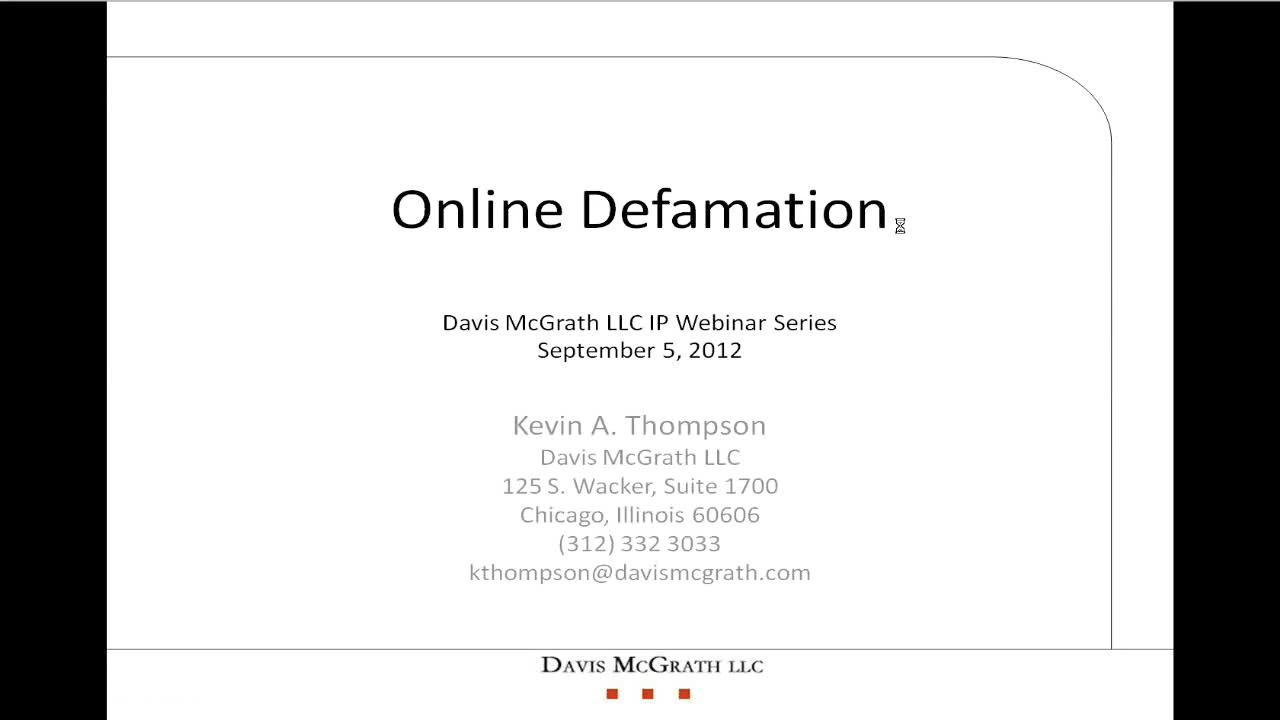 Online Defamation
Davis McGrath LLC IP Webinar Series
September 5, 2012
Kevin A. Thompson
Davis McGrath LLC
125 S. Wacker, Suite 1700
Chicago, Illinois 60606
(312) 332 3033
kthompson@davismcgrath.com
DAVIS MCGRATH LLC